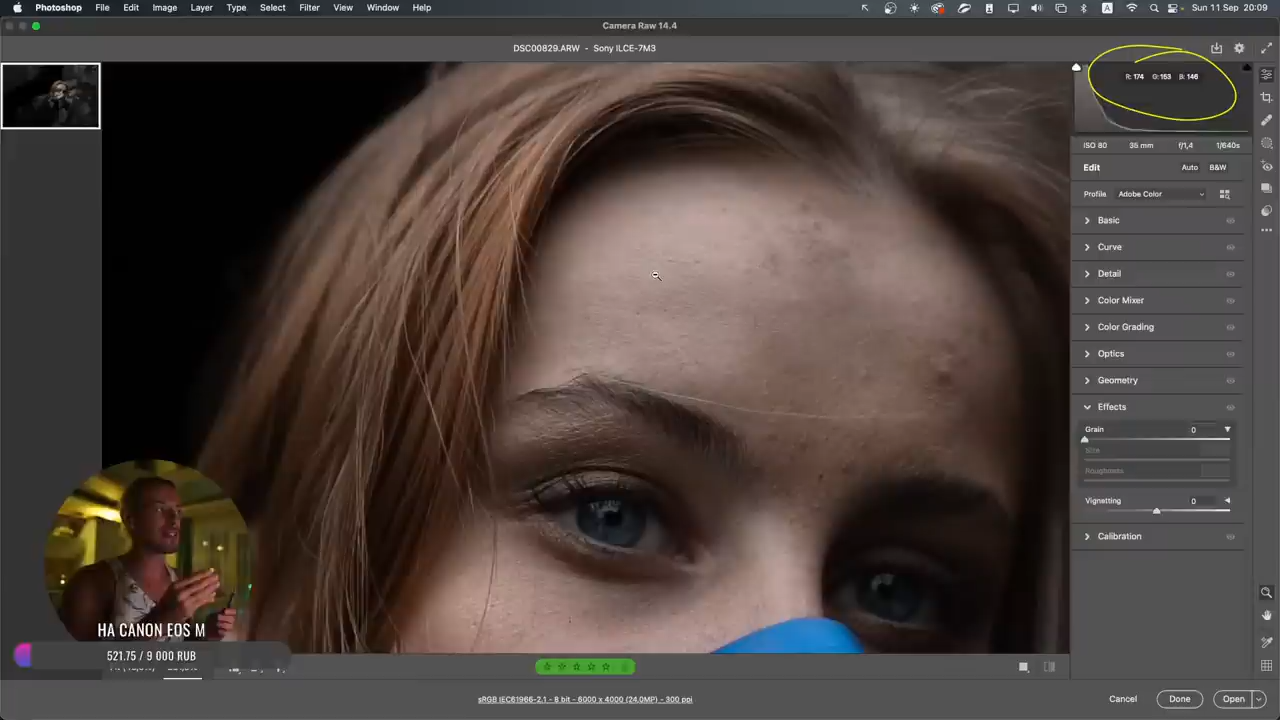 Photoshop File Edit Image Layer Type Select Filter View Window Help
A Sun 11 Sep 20:09
Camera Raw 14.4
DSC00829.ARW - Sony ILCE-7M3
R: 174 G: 153 B: 146
ISO 80 35 mm f/1,4 1/640s
Edit Auto B&W
Profile Adobe Color
Basic
Curve
Detail
Color Mixer
Color Grading
Optics
Geometry
Effects
Grain 0
Size
Roughness
Vignetting 0
Calibration
НА CANON EOS M
521.75 / 9 000 RUB
sRGB IEC61966-2.1 - 8 bit - 6000 x 4000 (24.0MP) - 300 ppi
Cancel Done Open